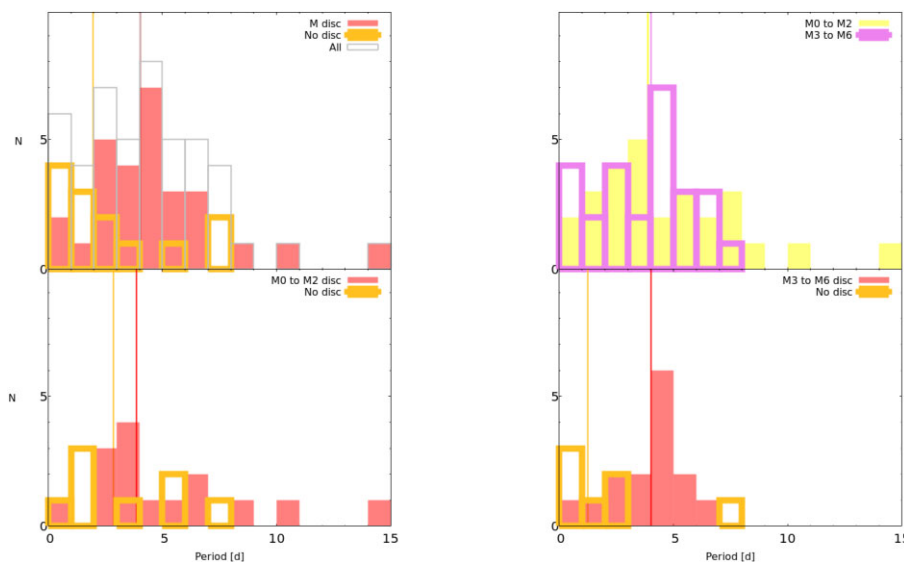 M disc
No disc
All
N
5
0
M0 to M2
M3 to M6
5
0
M0 to M2 disc
No disc
N
5
0
0 5 10 15
Period [d]
M3 to M6 disc
No disc
5
0
0 5 10 15
Period [d]